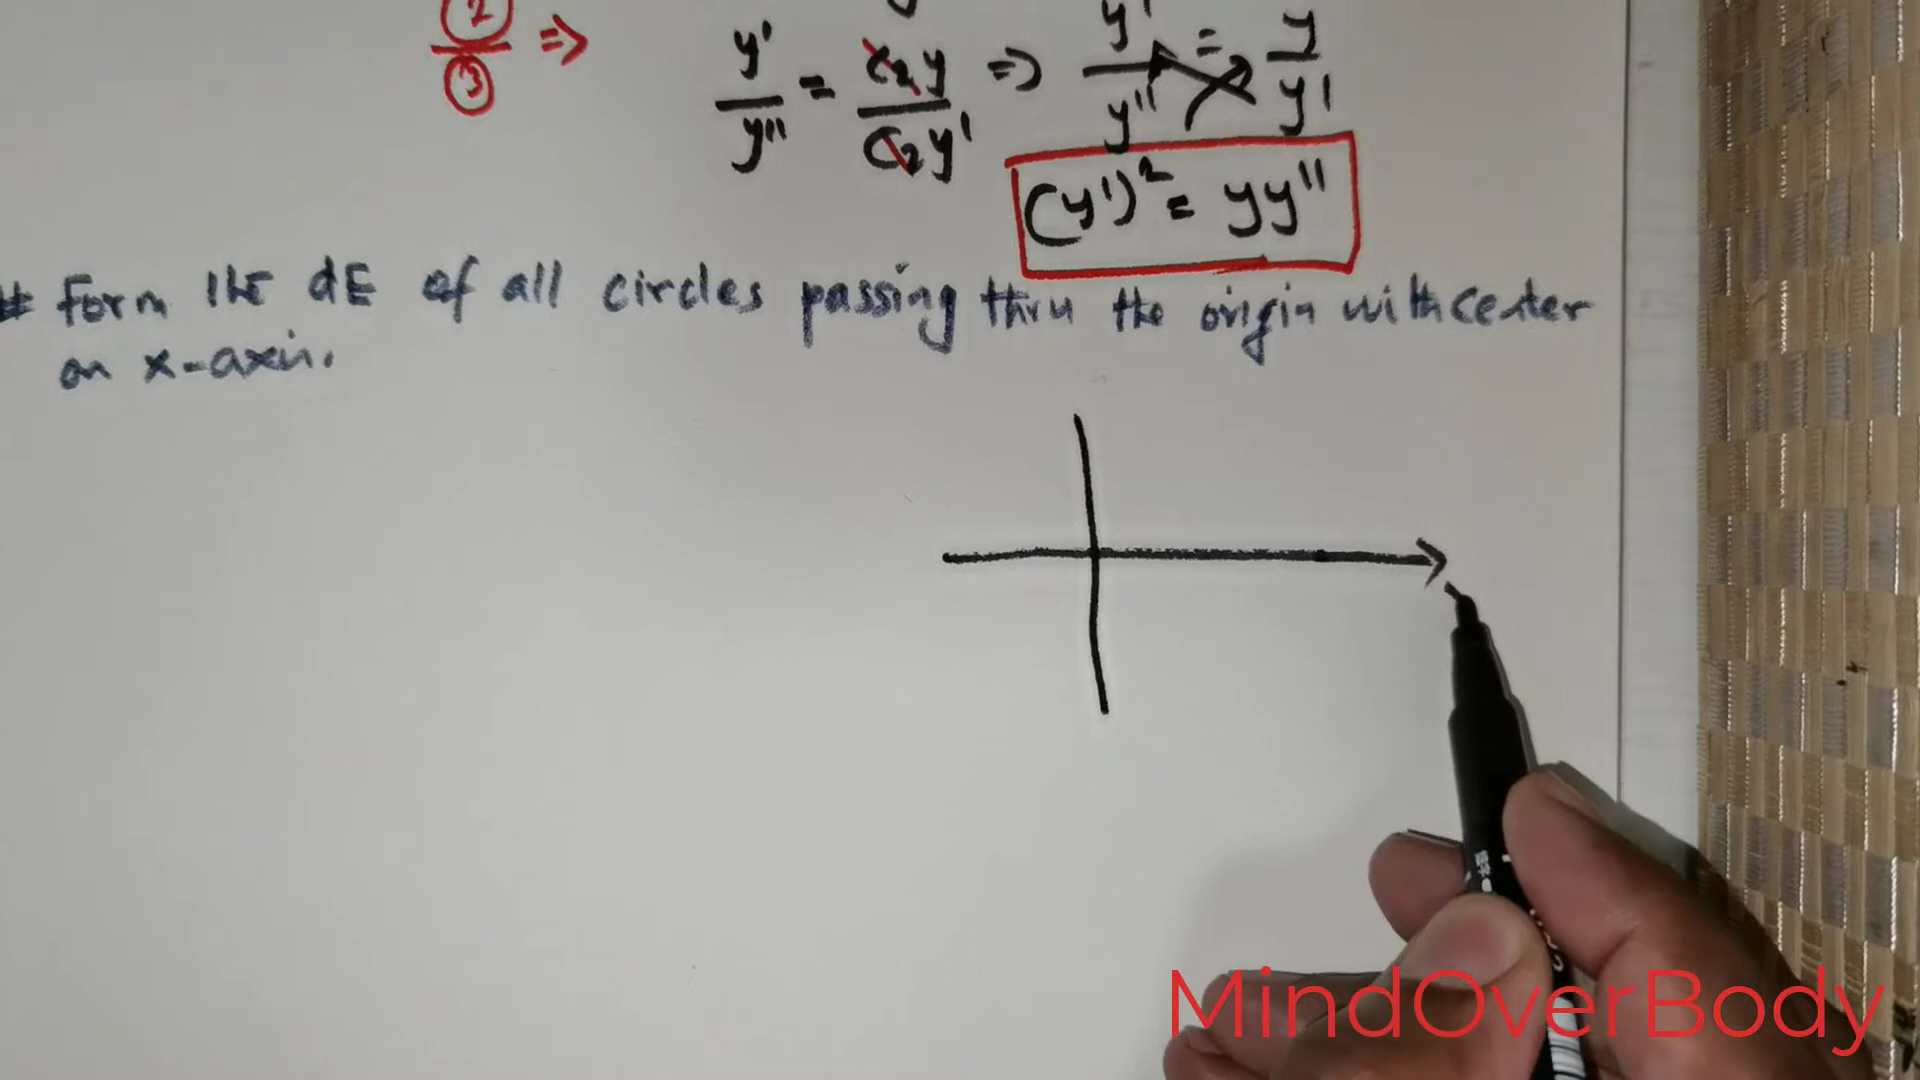 ② / ③ ⇒ y' / y'' = c₂y / c₂y' ⇒ y' / y'' = y / y'
(y')² = yy''
# Form the dE of all circles passing thru the origin with center
on x-axis.
MindOverBody